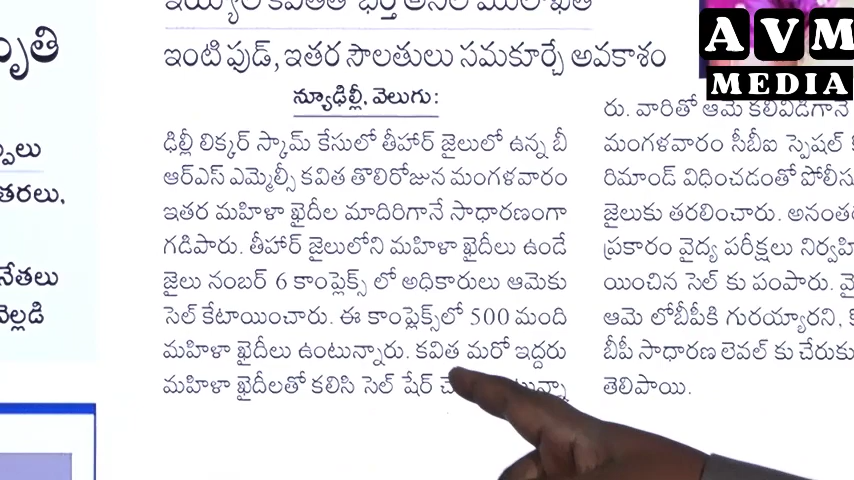 ఇంటి ఫుడ్, ఇతర సౌలతులు సమకూర్చే అవకాశం
న్యూఢిల్లీ, వెలుగు:
ఢిల్లీ లిక్కర్ స్కామ్ కేసులో తీహార్ జైలులో ఉన్న బీ
ఆర్ఎస్ ఎమ్మెల్సీ కవిత తొలిరోజున మంగళవారం
ఇతర మహిళా ఖైదీల మాదిరిగానే సాధారణంగా
గడిపారు. తీహార్ జైలులోని మహిళా ఖైదీలు ఉండే
జైలు నంబర్ 6 కాంప్లెక్స్ లో అధికారులు ఆమెకు
సెల్ కేటాయించారు. ఈ కాంప్లెక్స్‌లో 500 మంది
మహిళా ఖైదీలు ఉంటున్నారు. కవిత మరో ఇద్దరు
మహిళా ఖైదీలతో కలిసి సెల్ షేర్
రు. వారితో ఆమె కలివిడిగానే
మంగళవారం సీబీఐ స్పెషల్
రిమాండ్ విధించడంతో
జైలుకు తరలించారు.
ప్రకారం వైద్య పరీక్షలు
యించిన సెల్ కు పంపారు.
ఆమె లోబీపీకి గురయ్యారని,
బీపీ సాధారణ లెవల్ కు
తెలిపాయి.
AVM
MEDIA